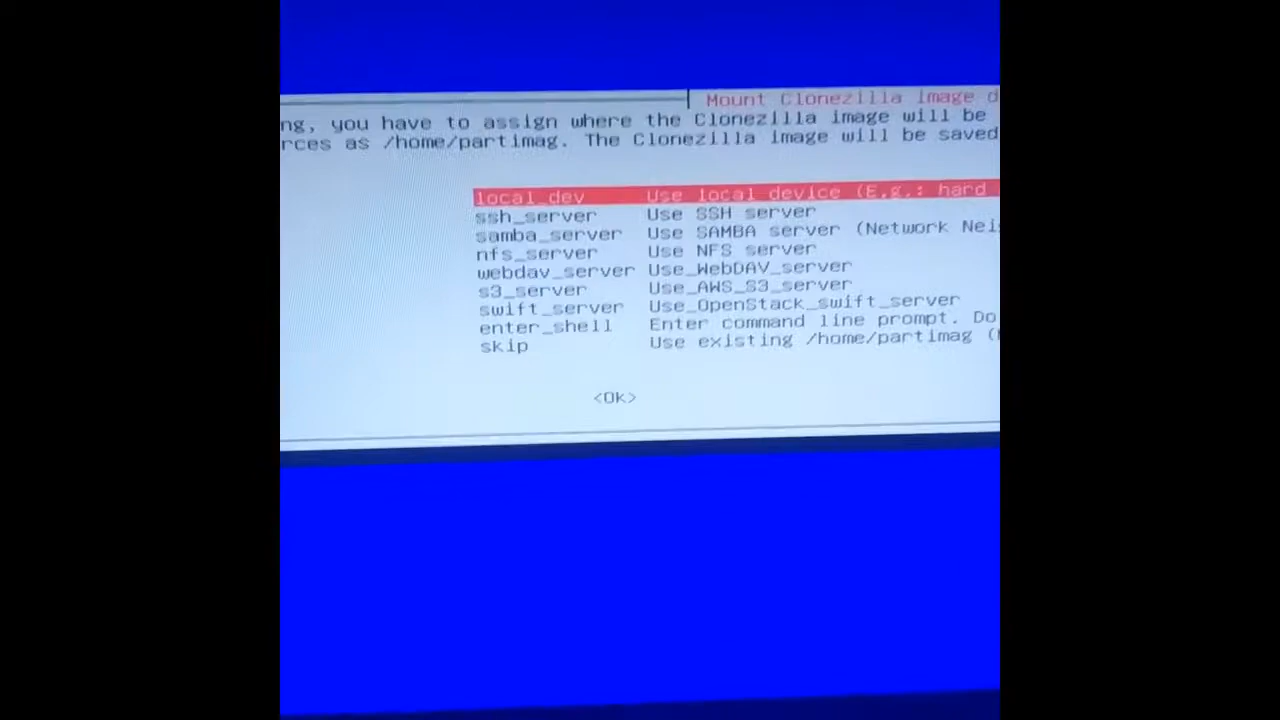 Mount Clonezilla image d
ng, you have to assign where the Clonezilla image will be
rces as /home/partimag. The Clonezilla image will be saved
local_dev Use local device (E.g.: hard
ssh_server Use SSH server
samba_server Use SAMBA server (Network Nei
nfs_server Use NFS server
webdav_server Use_WebDAV_server
s3_server Use_AWS_S3_server
swift_server Use_OpenStack_swift_server
enter_shell Enter command line prompt. Do
skip Use existing /home/partimag (
<Ok>